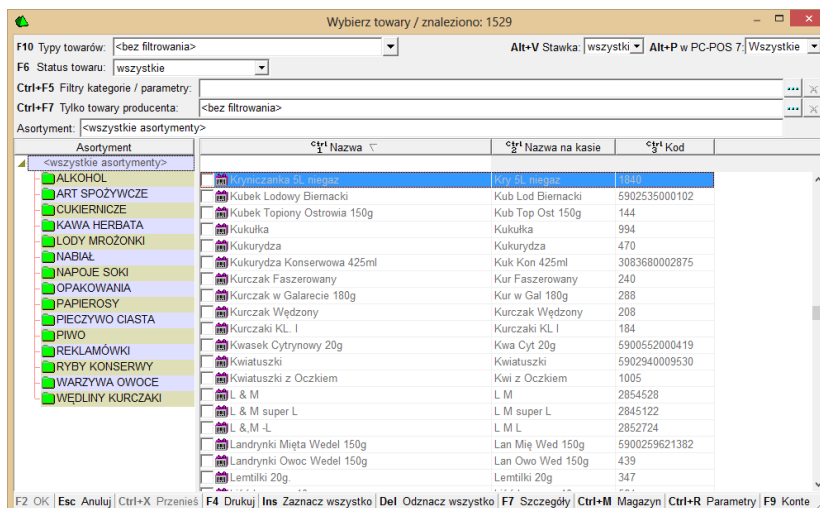 Wybierz towary / znaleziono: 1529
F10 Typy towarów: <bez filtrowania> Alt+V Stawka: wszystki Alt+P w PC-POS 7: Wszystkie
F6 Status towaru: wszystkie
Ctrl+F5 Filtry kategorie / parametry:
Ctrl+F7 Tylko towary producenta: <bez filtrowania>
Asortyment: <wszystkie asortymenty>
Asortyment
<wszystkie asortymenty>
ALKOHOL
ART SPOŻYWCZE
CUKIERNICZE
KAWA HERBATA
LODY MROŻONKI
NABIAŁ
NAPOJE SOKI
OPAKOWANIA
PAPIEROSY
PIECZYWO CIASTA
PIWO
REKLAMÓWKI
RYBY KONSERWY
WARZYWA OWOCE
WĘDLINY KURCZAKI
Ctrl 1 Nazwa Ctrl 2 Nazwa na kasie Ctrl 3 Kod
Kryniczanka 5L niegaz Kry 5L niegaz 1840
Kubek Lodowy Biernacki Kub Lod Biernacki 5902535000102
Kubek Topiony Ostrowia 150g Kub Top Ost 150g 144
Kukułka Kukułka 994
Kukurydza Kukurydza 470
Kukurydza Konserwowa 425ml Kuk Kon 425ml 3083680002875
Kurczak Faszerowany Kur Faszerowany 240
Kurczak w Galarecie 180g Kur w Gal 180g 288
Kurczak Wędzony Kurczak Wędzony 208
Kurczaki KL. I Kurczaki KL I 184
Kwasek Cytrynowy 20g Kwa Cyt 20g 5900552000419
Kwiatuszki Kwiatuszki 5902940009530
Kwiatuszki z Oczkiem Kwi z Oczkiem 1005
L & M L M 2854528
L & M super L L M super L 2845122
L &,M -L L M L 2852724
Landrynki Mięta Wedel 150g Lan Mię Wed 150g 5900259621382
Landrynki Owoc Wedel 150g Lan Owo Wed 150g 439
Lemtilki 20g. Lemtilki 20g 347
F2 OK Esc Anuluj Ctrl+X Przenieś F4 Drukuj Ins Zaznacz wszystko Del Odznacz wszystko F7 Szczegóły Ctrl+M Magazyn Ctrl+R Parametry F9 Konte